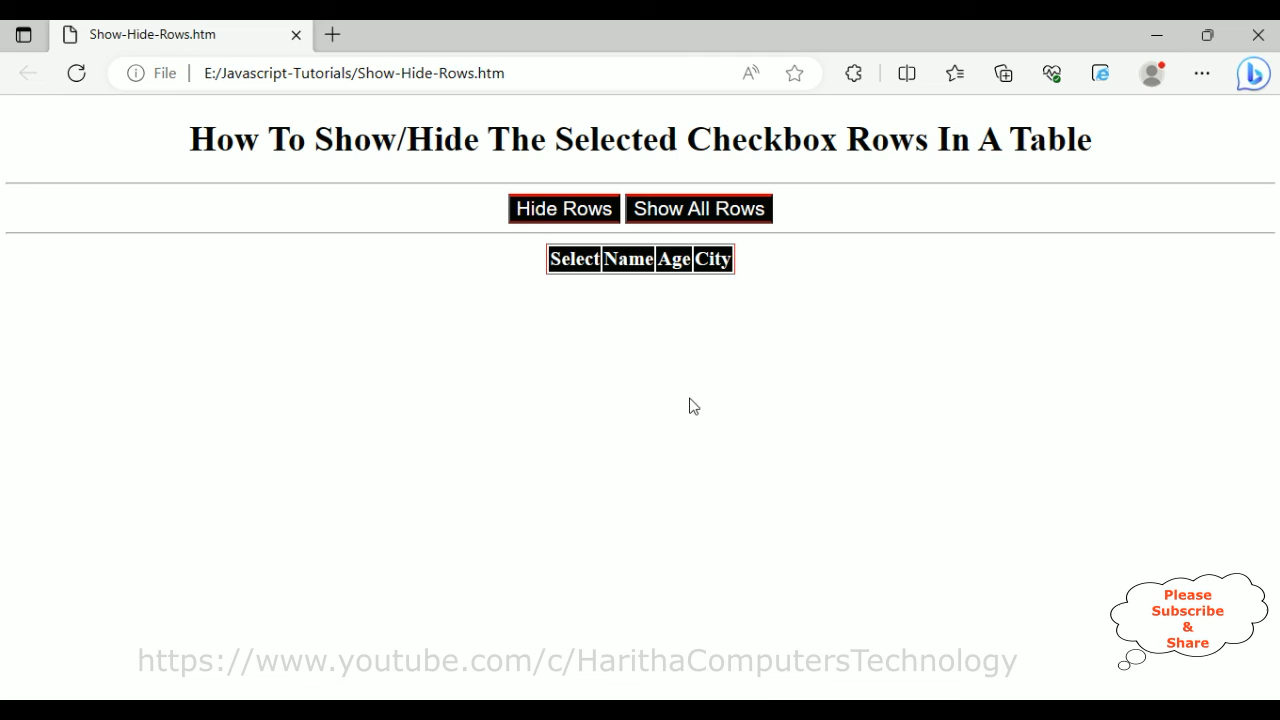 Show-Hide-Rows.htm
File
E:/Javascript-Tutorials/Show-Hide-Rows.htm
How To Show/Hide The Selected Checkbox Rows In A Table
Hide Rows Show All Rows
Select Name Age City
Please
Subscribe
&
Share
https://www.youtube.com/c/HarithaComputersTechnology